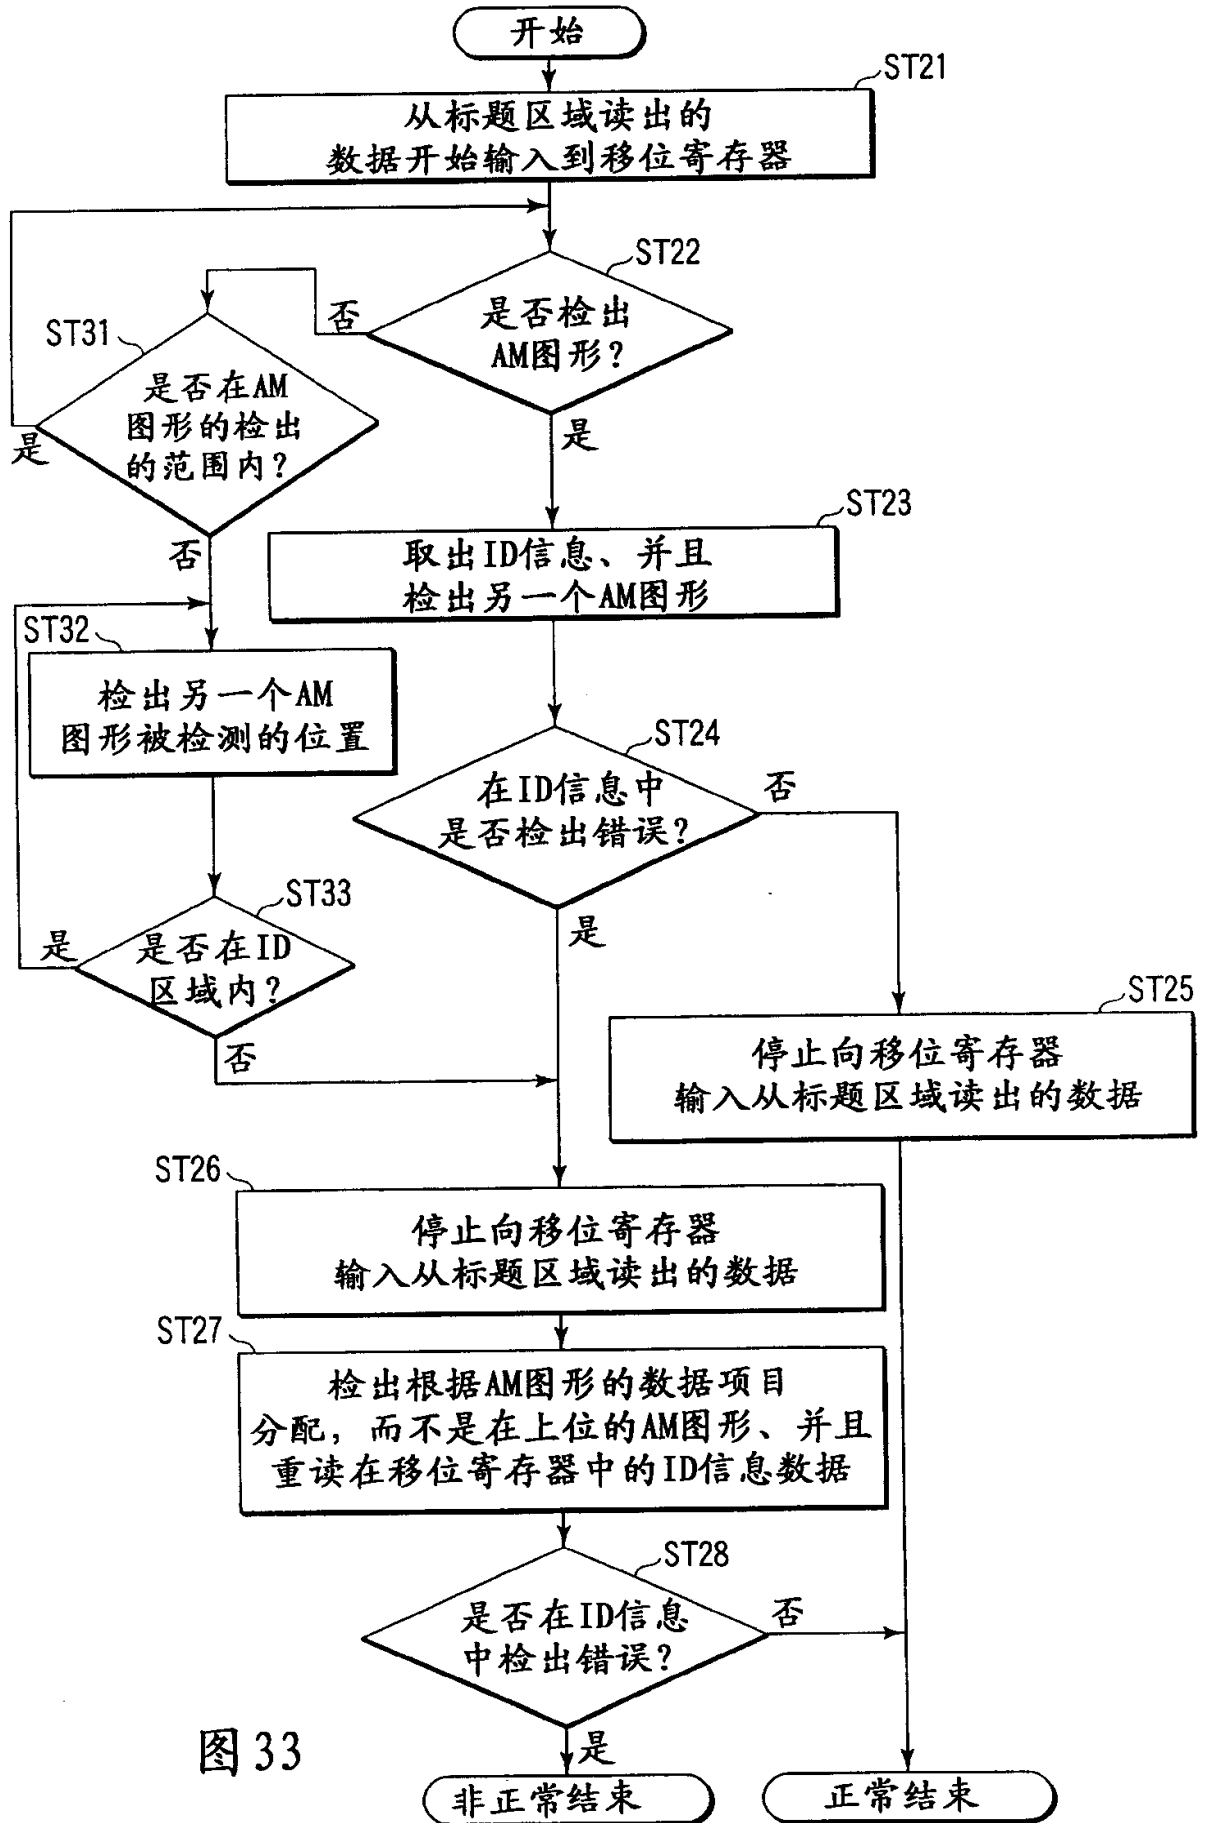 开始
ST21
从标题区域读出的
数据开始输入到移位寄存器
ST22
是否检出
AM图形？
否
是
ST31
是否在AM
图形的检出
的范围内？
是
否
ST23
取出ID信息、并且
检出另一个AM图形
ST32
检出另一个AM
图形被检测的位置
ST24
在ID信息中
是否检出错误？
否
是
ST33
是否在ID
区域内？
是
否
ST25
停止向移位寄存器
输入从标题区域读出的数据
ST26
停止向移位寄存器
输入从标题区域读出的数据
ST27
检出根据AM图形的数据项目
分配，而不是在上位的AM图形、并且
重读在移位寄存器中的ID信息数据
ST28
是否在ID信息
中检出错误？
否
是
非正常结束
正常结束
图33